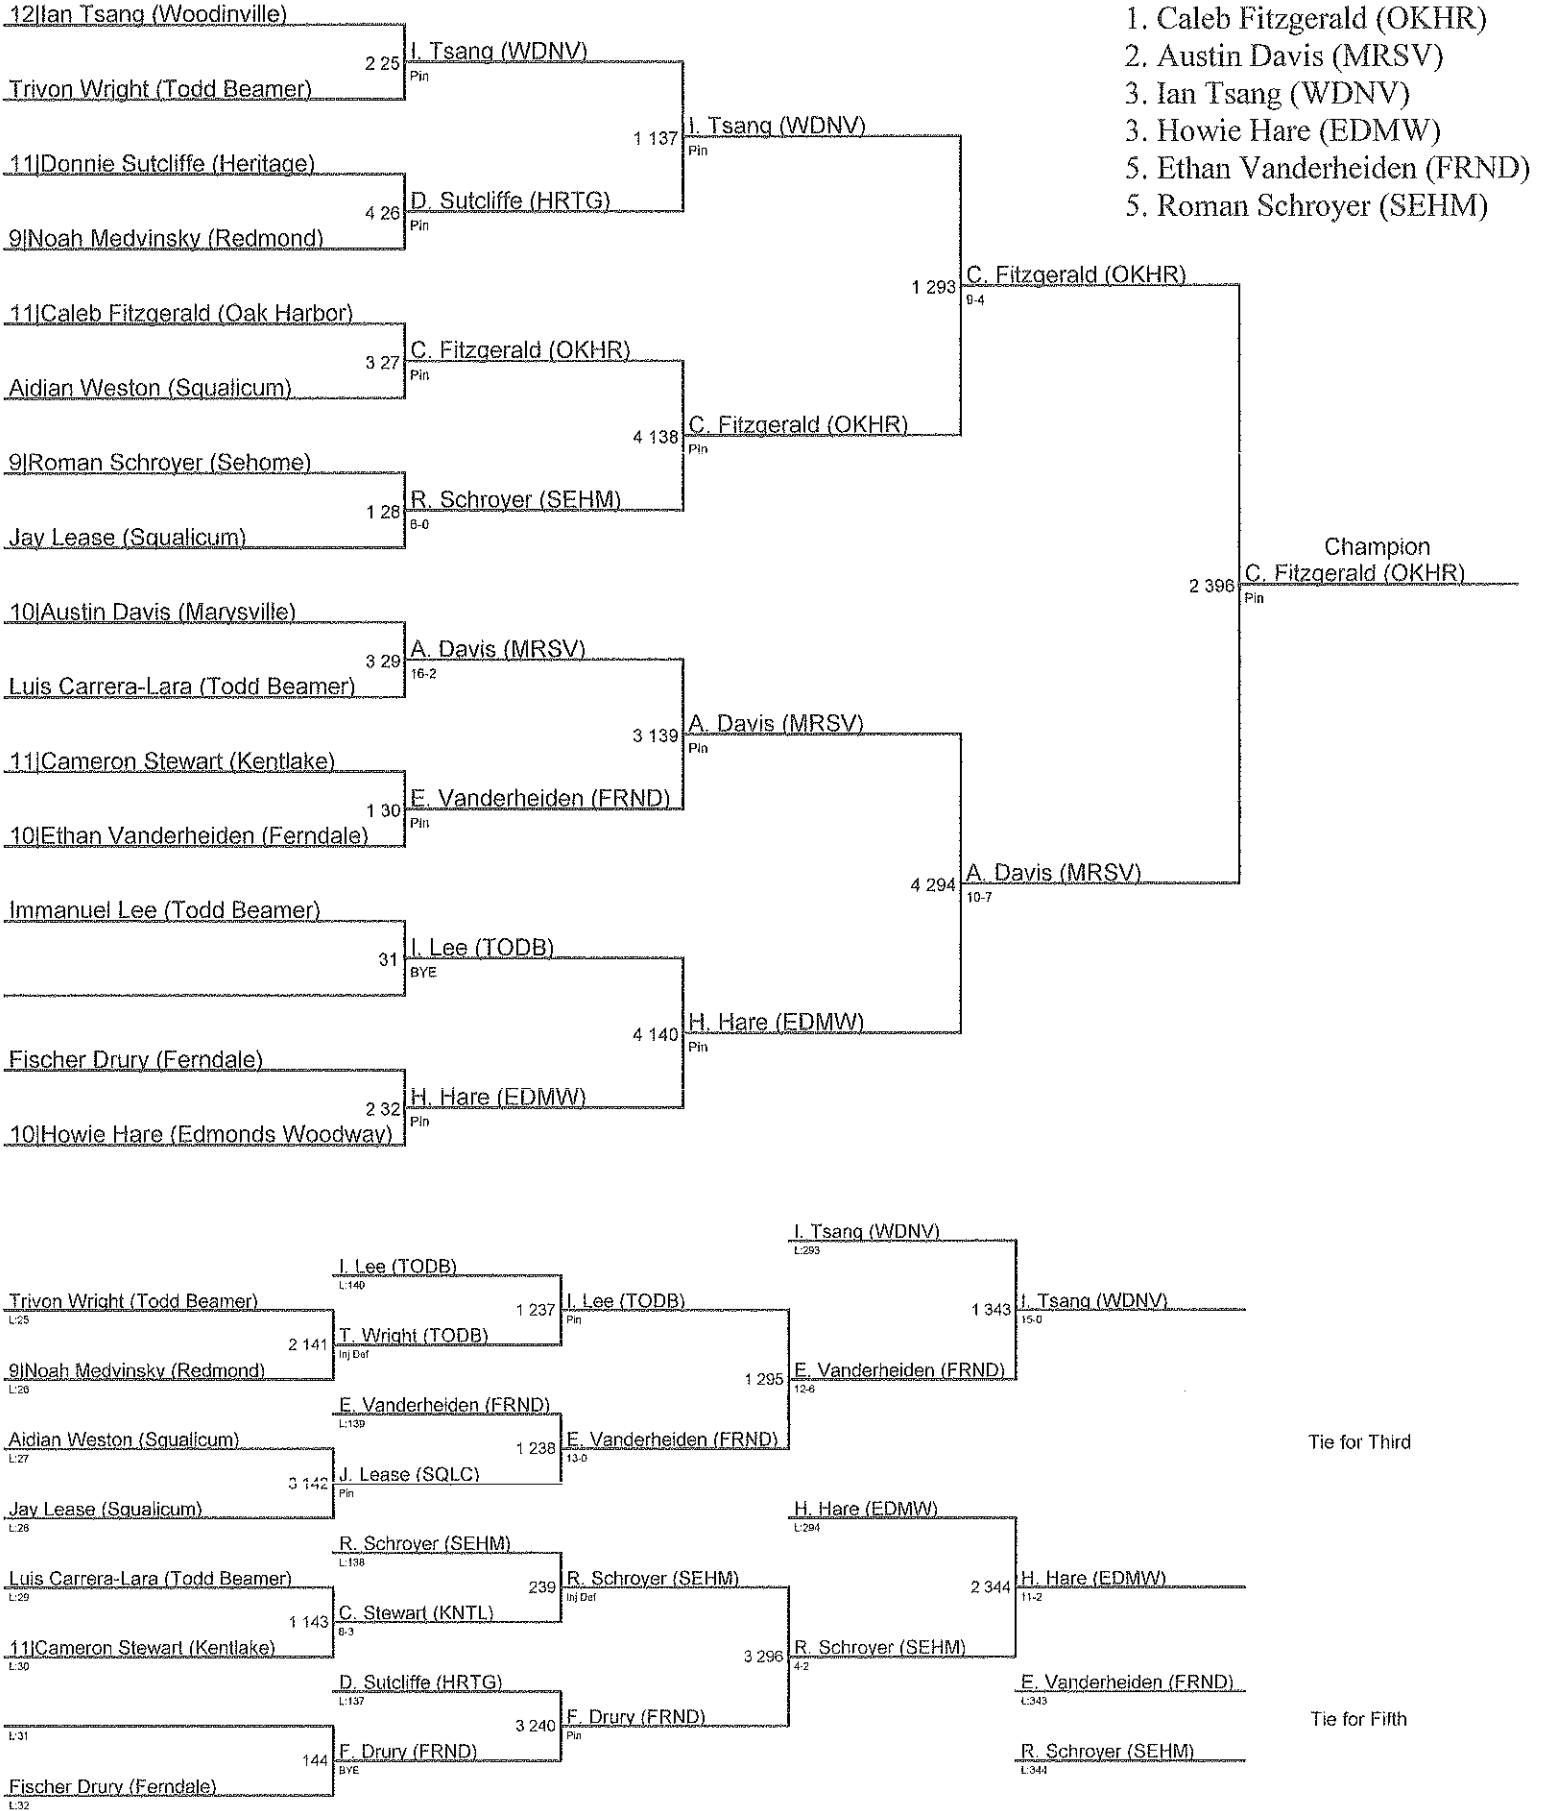 12|Ian Tsang (Woodinville)
2 25
I. Tsang (WDNV)
Pin
Trivon Wright (Todd Beamer)
1 137
I. Tsang (WDNV)
Pin
11|Donnie Sutcliffe (Heritage)
4 26
D. Sutcliffe (HRTG)
Pin
9|Noah Medvinsky (Redmond)
1 293
C. Fitzgerald (OKHR)
9-4
11|Caleb Fitzgerald (Oak Harbor)
3 27
C. Fitzgerald (OKHR)
Pin
Aidian Weston (Squalicum)
4 138
C. Fitzgerald (OKHR)
Pin
9|Roman Schroyer (Sehome)
1 28
R. Schroyer (SEHM)
6-0
Jay Lease (Squalicum)
Champion
2 396
C. Fitzgerald (OKHR)
Pin
10|Austin Davis (Marysville)
3 29
A. Davis (MRSV)
16-2
Luis Carrera-Lara (Todd Beamer)
3 139
A. Davis (MRSV)
Pin
11|Cameron Stewart (Kentlake)
1 30
E. Vanderheiden (FRND)
Pin
10|Ethan Vanderheiden (Ferndale)
4 294
A. Davis (MRSV)
10-7
Immanuel Lee (Todd Beamer)
31
I. Lee (TODB)
BYE
4 140
H. Hare (EDMW)
Pin
Fischer Drury (Ferndale)
2 32
H. Hare (EDMW)
Pin
10|Howie Hare (Edmonds Woodway)
1. Caleb Fitzgerald (OKHR)
2. Austin Davis (MRSV)
3. Ian Tsang (WDNV)
3. Howie Hare (EDMW)
5. Ethan Vanderheiden (FRND)
5. Roman Schroyer (SEHM)
I. Tsang (WDNV)
L:293
I. Lee (TODB)
L:140
Trivon Wright (Todd Beamer)
L:25
1 237
I. Lee (TODB)
Pin
1 343
I. Tsang (WDNV)
15-0
2 141
T. Wright (TODB)
Inj Def
9|Noah Medvinsky (Redmond)
L:26
1 295
E. Vanderheiden (FRND)
12-6
E. Vanderheiden (FRND)
L:139
Aidian Weston (Squalicum)
L:27
1 238
E. Vanderheiden (FRND)
13-0
Tie for Third
3 142
J. Lease (SQLC)
Pin
Jay Lease (Squalicum)
L:28
H. Hare (EDMW)
L:294
R. Schroyer (SEHM)
L:138
Luis Carrera-Lara (Todd Beamer)
L:29
239
R. Schroyer (SEHM)
Inj Def
2 344
H. Hare (EDMW)
11-2
1 143
C. Stewart (KNTL)
8-3
11|Cameron Stewart (Kentlake)
L:30
3 296
R. Schroyer (SEHM)
4-2
D. Sutcliffe (HRTG)
L:137
E. Vanderheiden (FRND)
L:343
L:31
3 240
F. Drury (FRND)
Pin
Tie for Fifth
144
F. Drury (FRND)
BYE
R. Schroyer (SEHM)
L:344
Fischer Drury (Ferndale)
L:32